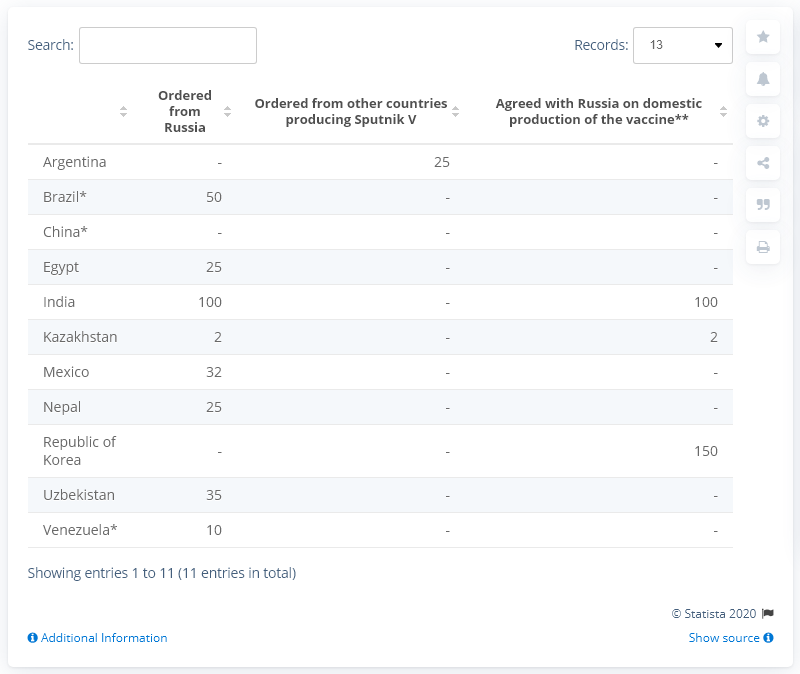 Search:
Records: 13
Ordered from Russia
Ordered from other countries producing Sputnik V
Agreed with Russia on domestic production of the vaccine**
Argentina - 25 -
Brazil* 50 - -
China* - - -
Egypt 25 - -
India 100 - 100
Kazakhstan 2 - 2
Mexico 32 - -
Nepal 25 - -
Republic of Korea - - 150
Uzbekistan 35 - -
Venezuela* 10 - -
Showing entries 1 to 11 (11 entries in total)
© Statista 2020
Additional Information
Show source